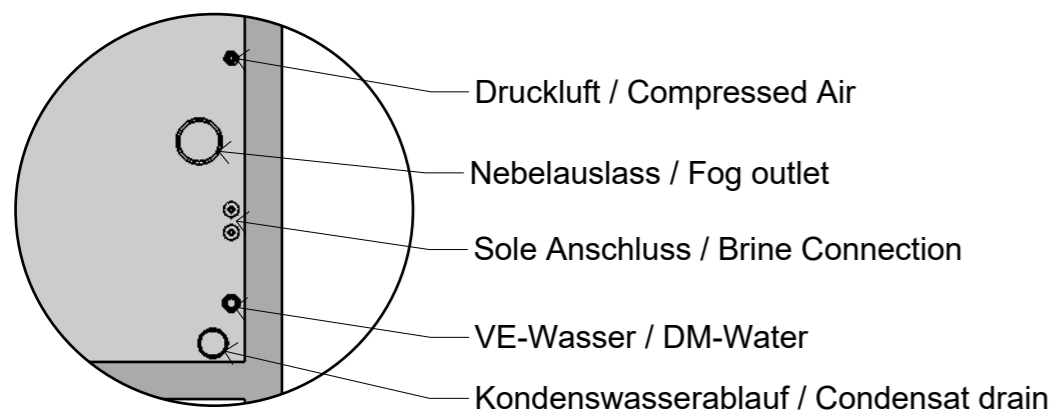 Druckluft / Compressed Air
Nebelauslass / Fog outlet
Sole Anschluss / Brine Connection
VE-Wasser / DM-Water
Kondenswasserablauf / Condensat drain